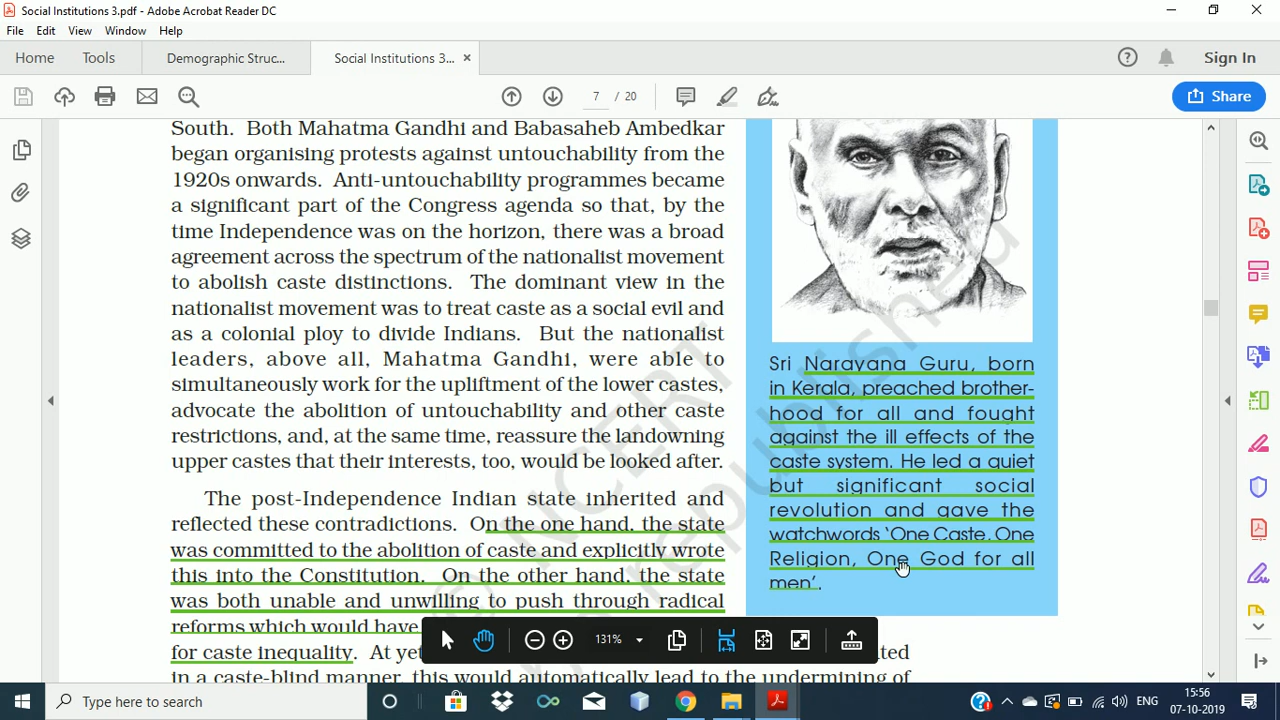 Social Institutions 3.pdf - Adobe Acrobat Reader DC
File Edit View Window Help
Home Tools Demographic Struc... Social Institutions 3... × Sign In
7 / 20 Share
South. Both Mahatma Gandhi and Babasaheb Ambedkar
began organising protests against untouchability from the
1920s onwards. Anti-untouchability programmes became
a significant part of the Congress agenda so that, by the
time Independence was on the horizon, there was a broad
agreement across the spectrum of the nationalist movement
to abolish caste distinctions. The dominant view in the
nationalist movement was to treat caste as a social evil and
as a colonial ploy to divide Indians. But the nationalist
leaders, above all, Mahatma Gandhi, were able to
simultaneously work for the upliftment of the lower castes,
advocate the abolition of untouchability and other caste
restrictions, and, at the same time, reassure the landowning
upper castes that their interests, too, would be looked after.
The post-Independence Indian state inherited and
reflected these contradictions. On the one hand, the state
was committed to the abolition of caste and explicitly wrote
this into the Constitution. On the other hand, the state
was both unable and unwilling to push through radical
reforms which would have
for caste inequality. At
in a caste-blind manner, this would automatically lead to the undermining of
Sri Narayana Guru, born
in Kerala, preached brother-
hood for all and fought
against the ill effects of the
caste system. He led a quiet
but significant social
revolution and gave the
watchwords ‘One Caste, One
Religion, One God for all
men’.
© NCERT
republished
131%
Type here to search
ENG
15:56
07-10-2019